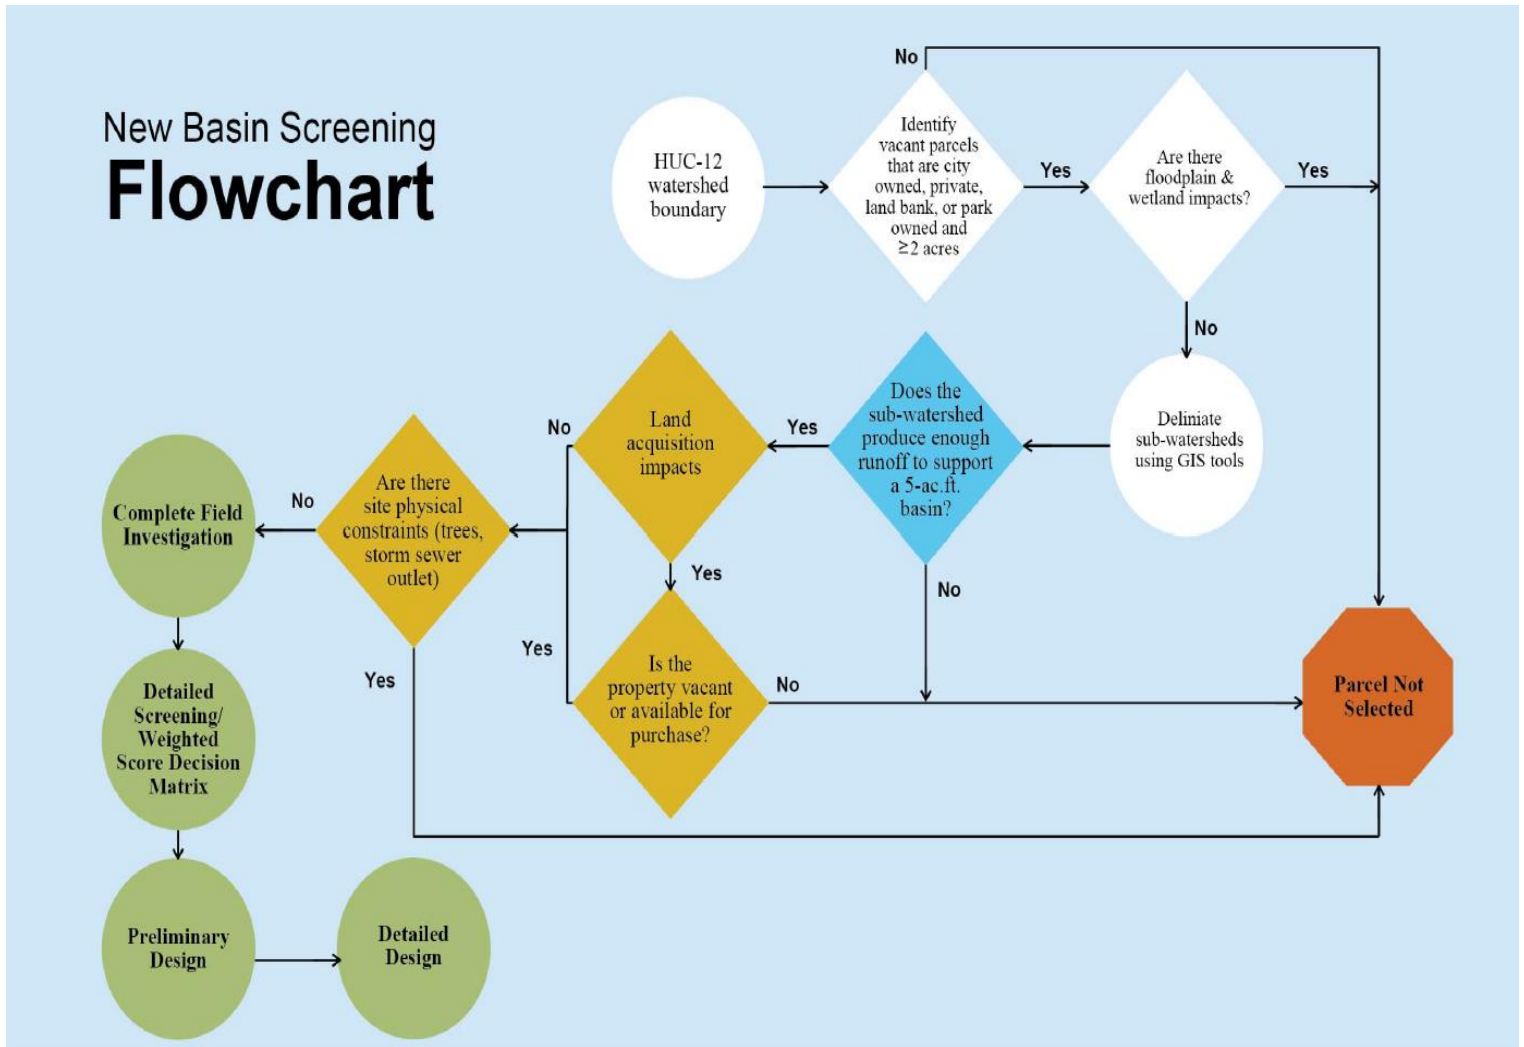 New Basin Screening
Flowchart
HUC-12
watershed
boundary
Identify
vacant parcels
that are city
owned, private,
land bank, or park
owned and
≥2 acres
No
Yes
Are there
floodplain &
wetland impacts?
Yes
No
Deliniate
sub-watersheds
using GIS tools
Does the
sub-watershed
produce enough
runoff to support
a 5-ac.ft.
basin?
Yes
No
Land
acquisition
impacts
No
Yes
Is the
property vacant
or available for
purchase?
Yes
No
Are there
site physical
constraints (trees,
storm sewer
outlet)
No
Yes
Parcel Not
Selected
Complete Field
Investigation
Detailed
Screening/
Weighted
Score Decision
Matrix
Preliminary
Design
Detailed
Design